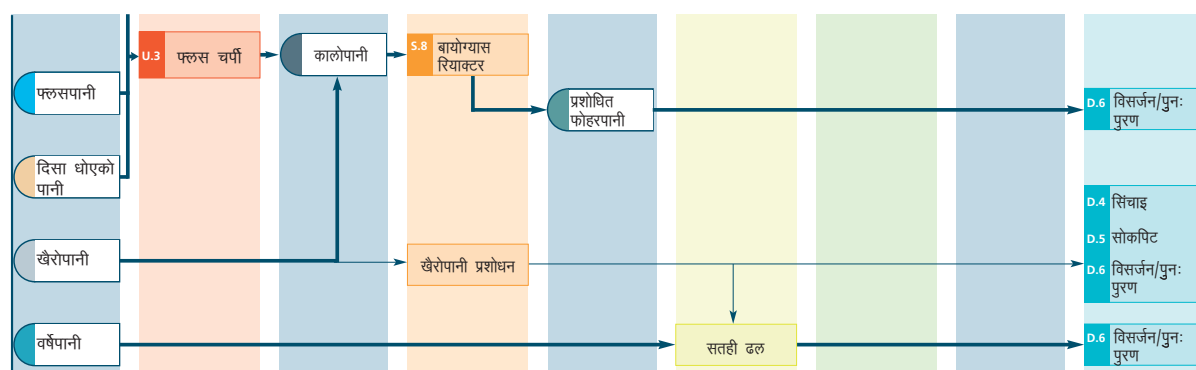 फ्लसपानी
दिसा धोएको
पानी
खैरोपानी
वर्षेपानी
U.3 फ्लस चर्पी
कालोपानी
S.8 बायोग्यास
रियाक्टर
प्रशोधित
फोहरपानी
D.6 विसर्जन/पुनः
पुरण
खैरोपानी प्रशोधन
D.4 सिंचाइ
D.5 सोकपिट
D.6 विसर्जन/पुनः
पुरण
सतही ढल
D.6 विसर्जन/पुनः
पुरण